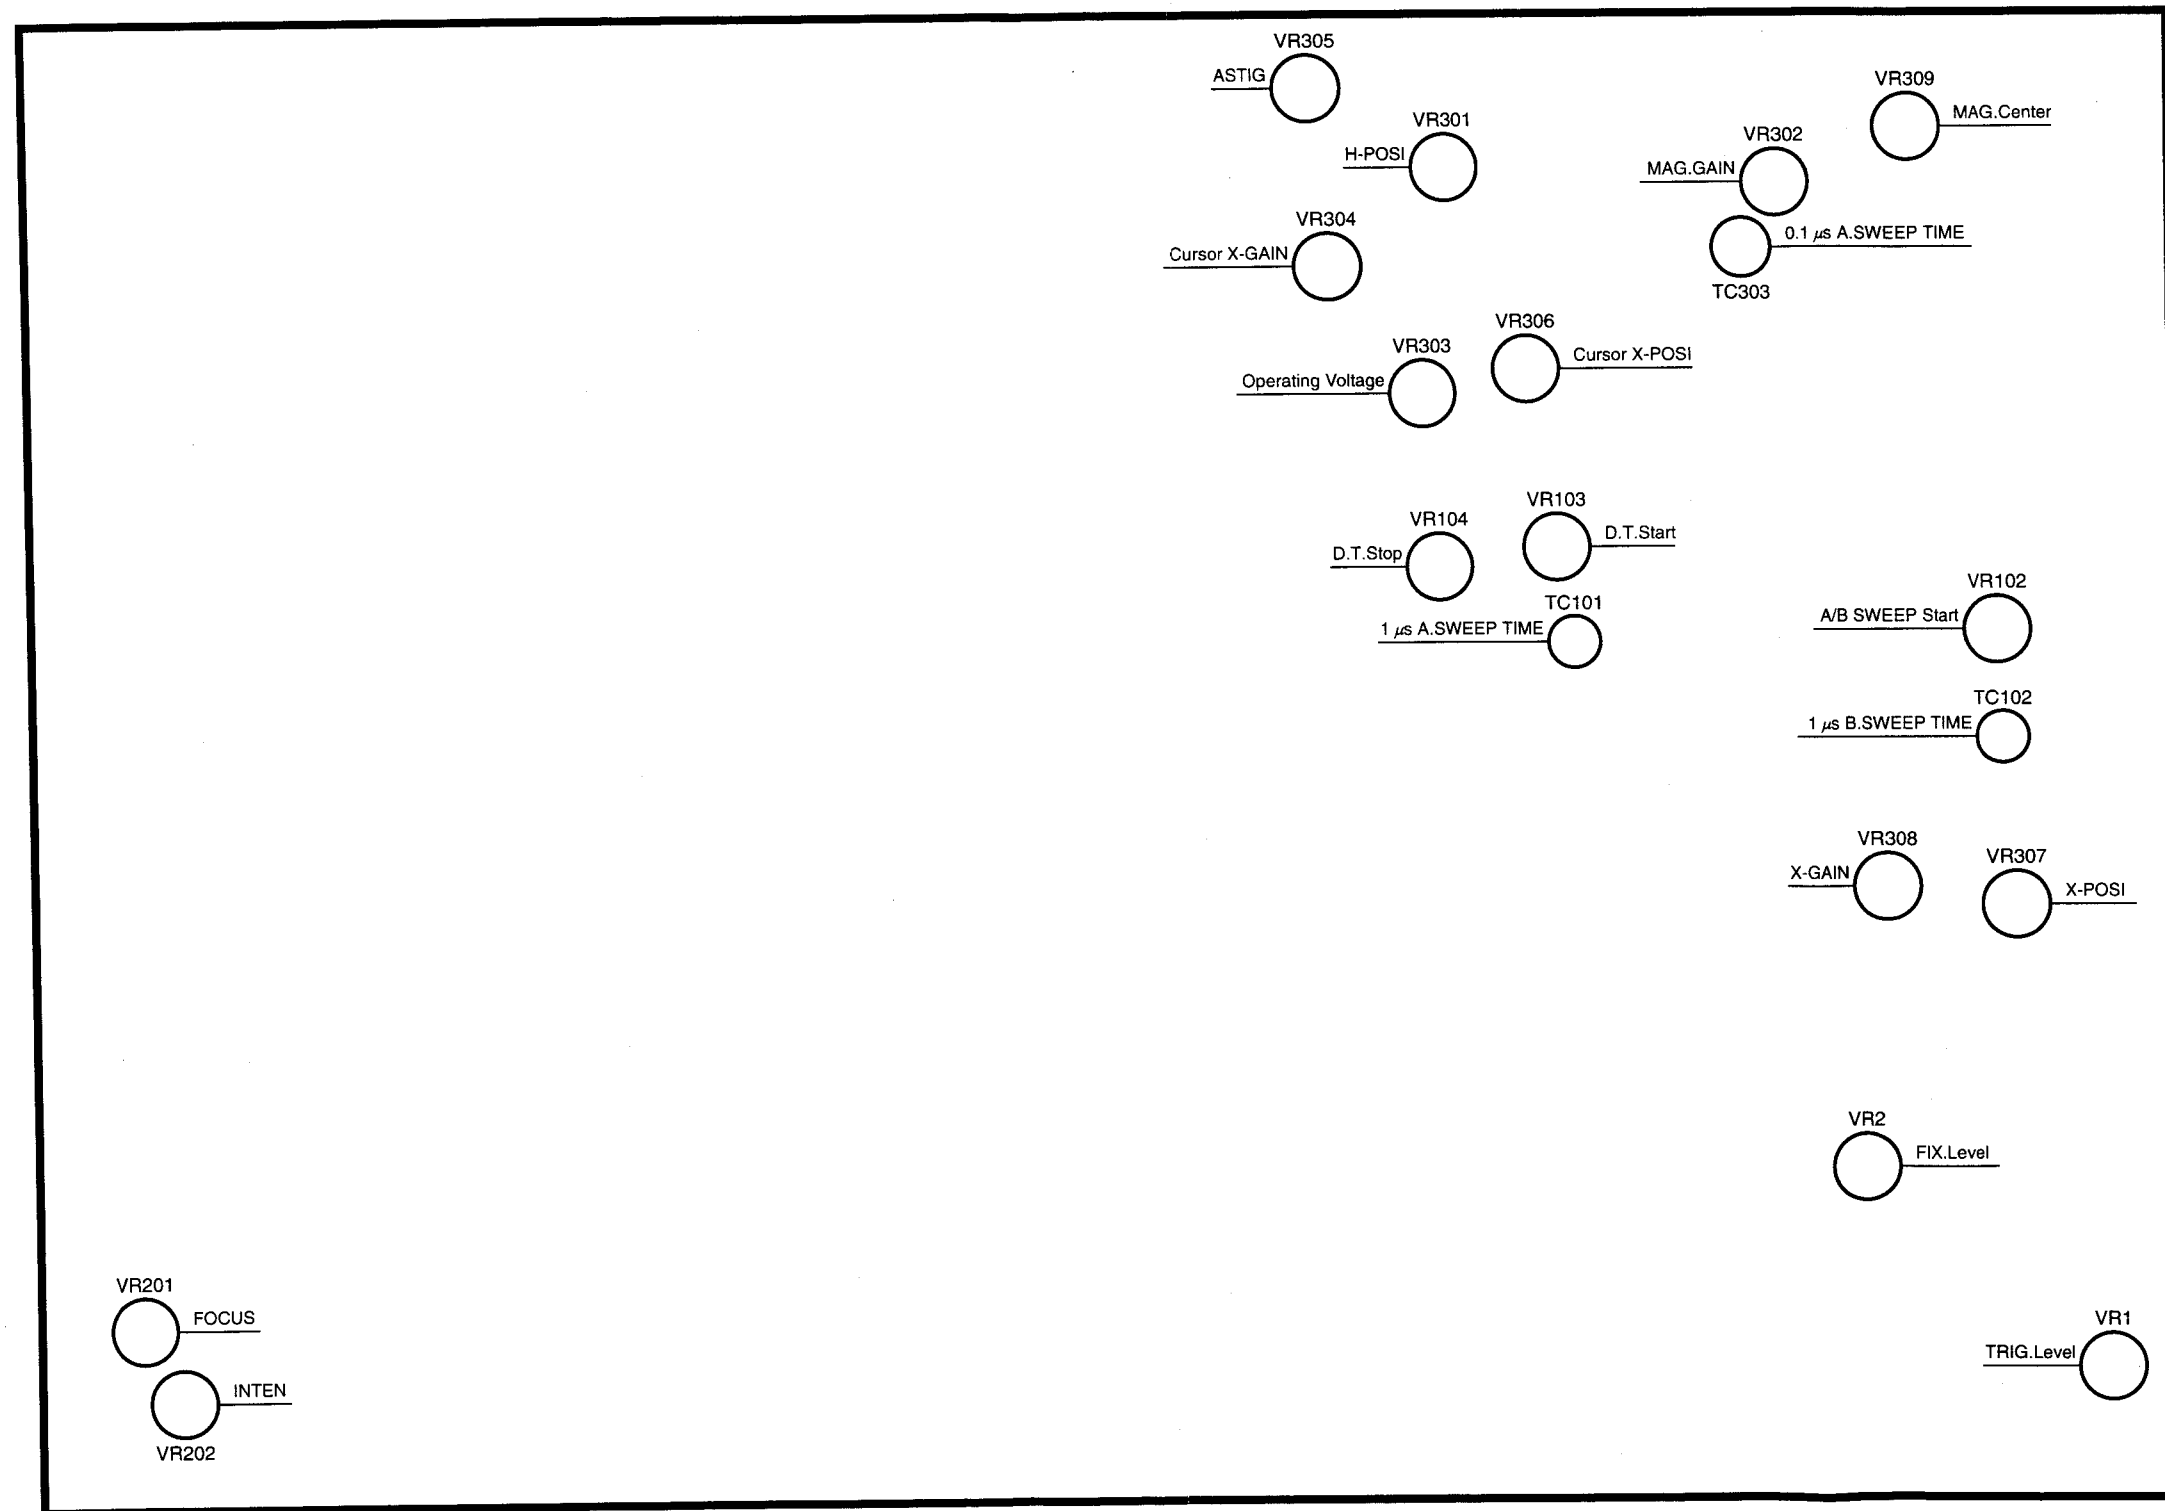 VR305
ASTIG
VR309
MAG.Center
VR301
H-POSI
VR302
MAG.GAIN
VR304
Cursor X-GAIN
0.1 µs A.SWEEP TIME
TC303
VR306
Cursor X-POSI
VR303
Operating Voltage
VR103
D.T.Start
VR104
D.T.Stop
TC101
1 µs A.SWEEP TIME
VR102
A/B SWEEP Start
TC102
1 µs B.SWEEP TIME
VR308
X-GAIN
VR307
X-POSI
VR2
FIX.Level
VR201
FOCUS
VR1
TRIG.Level
INTEN
VR202